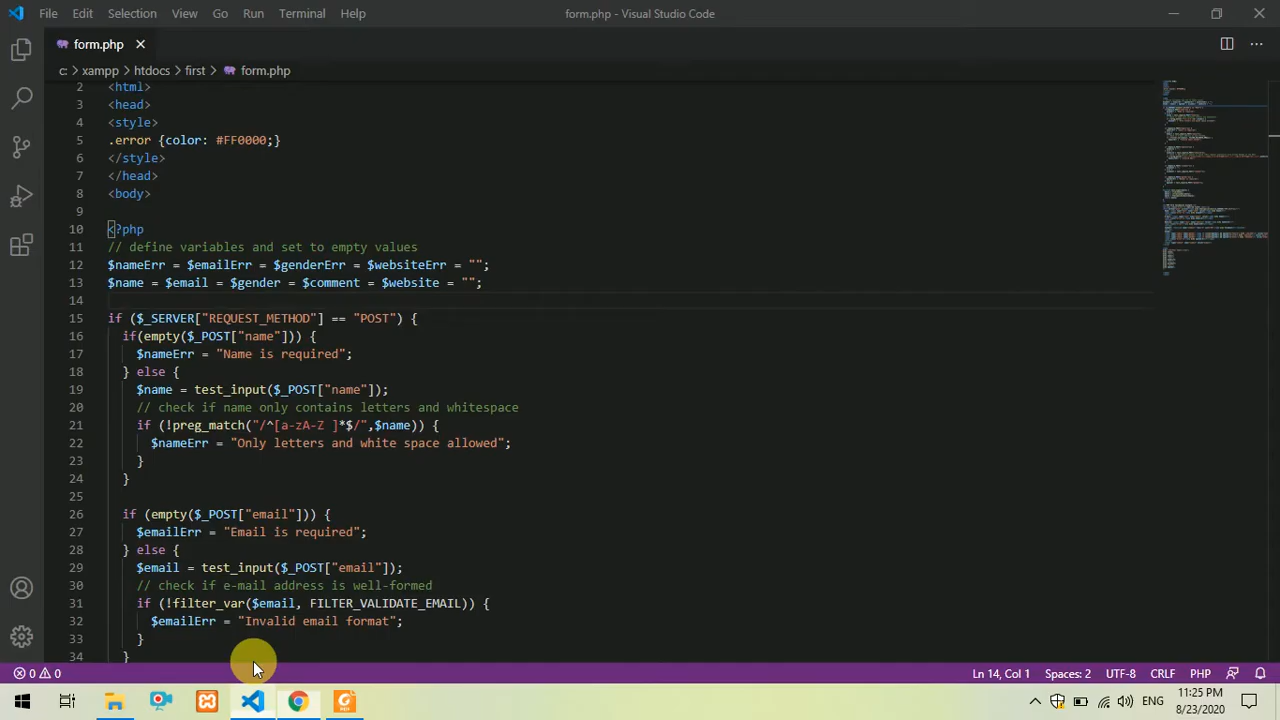 File Edit Selection View Go Run Terminal Help form.php - Visual Studio Code
form.php
c: > xampp > htdocs > first > form.php
2 <html>
3 <head>
4 <style>
5 .error {color: #FF0000;}
6 </style>
7 </head>
8 <body>
9
10 <?php
11 // define variables and set to empty values
12 $nameErr = $emailErr = $genderErr = $websiteErr = "";
13 $name = $email = $gender = $comment = $website = "";
14
15 if ($_SERVER["REQUEST_METHOD"] == "POST") {
16 if(empty($_POST["name"])) {
17 $nameErr = "Name is required";
18 } else {
19 $name = test_input($_POST["name"]);
20 // check if name only contains letters and whitespace
21 if (!preg_match("/^[a-zA-Z ]*$/",$name)) {
22 $nameErr = "Only letters and white space allowed";
23 }
24 }
25
26 if (empty($_POST["email"])) {
27 $emailErr = "Email is required";
28 } else {
29 $email = test_input($_POST["email"]);
30 // check if e-mail address is well-formed
31 if (!filter_var($email, FILTER_VALIDATE_EMAIL)) {
32 $emailErr = "Invalid email format";
33 }
34 }
0 0 Ln 14, Col 1 Spaces: 2 UTF-8 CRLF PHP
ENG 11:25 PM
8/23/2020